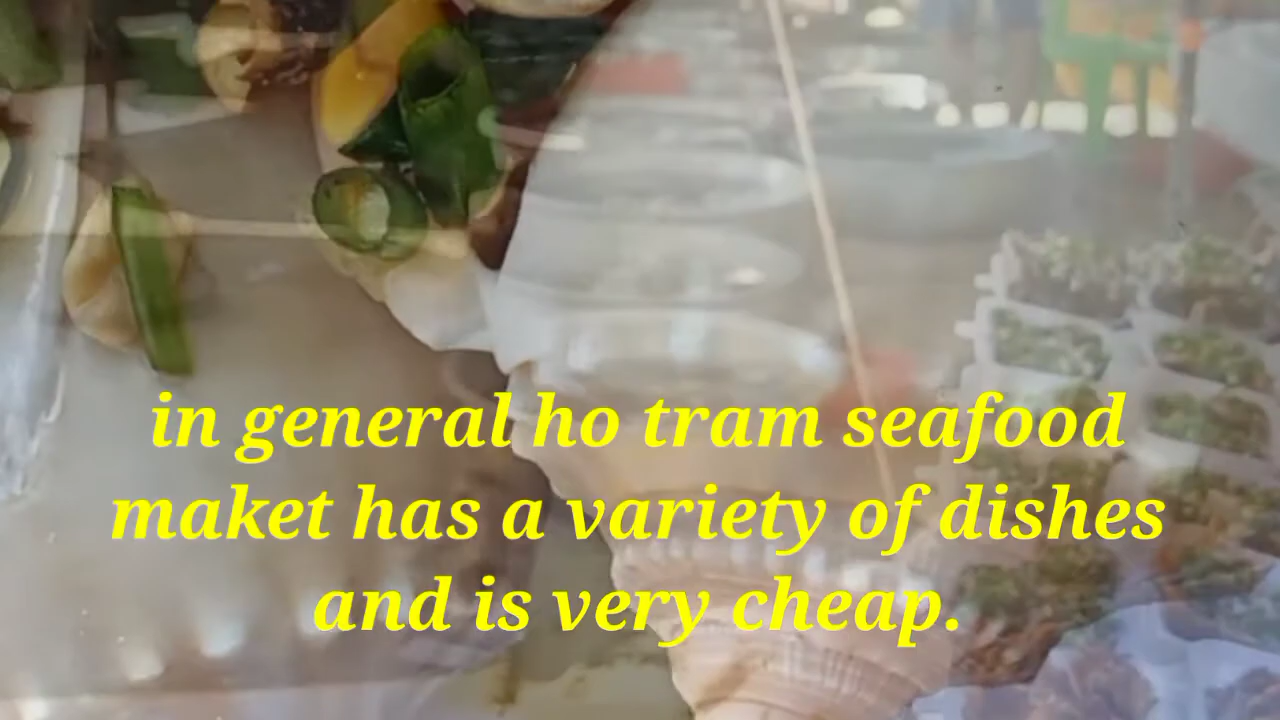 in general ho tram seafood
maket has a variety of dishes
and is very cheap.